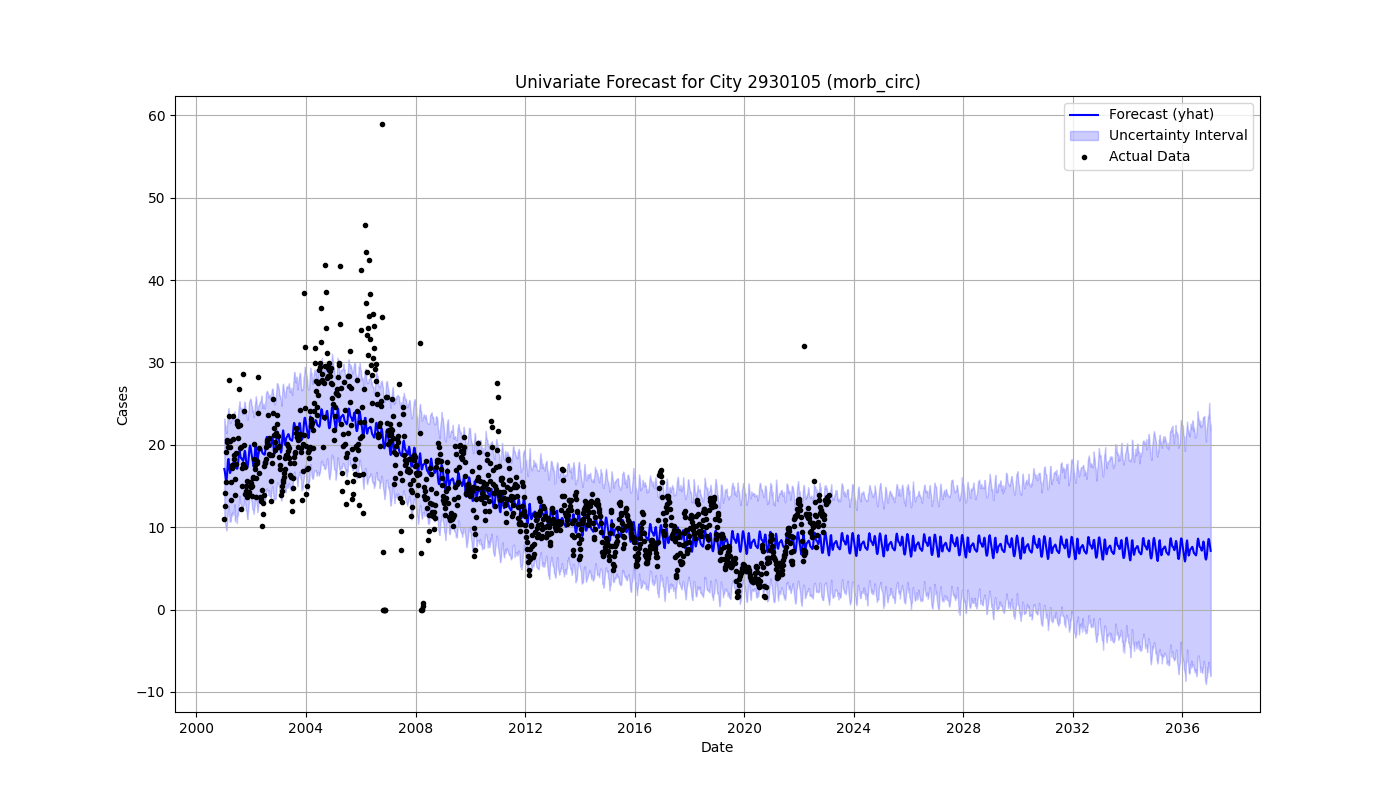 Univariate Forecast for City 2930105 (morb_circ)
Forecast (yhat)
Uncertainty Interval
Actual Data
60
50
40
30
20
10
0
−10
Cases
2000 2004 2008 2012 2016 2020 2024 2028 2032 2036
Date